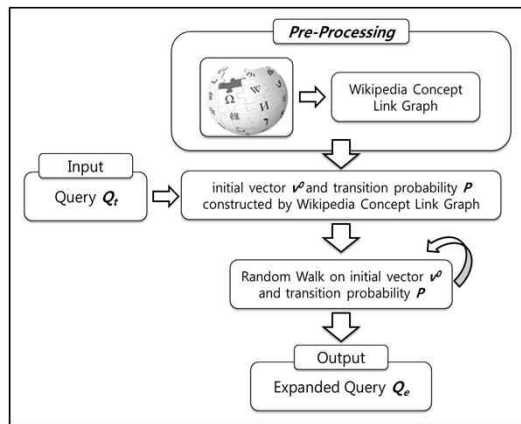 Pre-Processing
Ω W И 7
Wikipedia Concept
Link Graph
Input
Query Qt
initial vector v⁰ and transition probability P
constructed by Wikipedia Concept Link Graph
Random Walk on initial vector v⁰
and transition probability P
Output
Expanded Query Qe